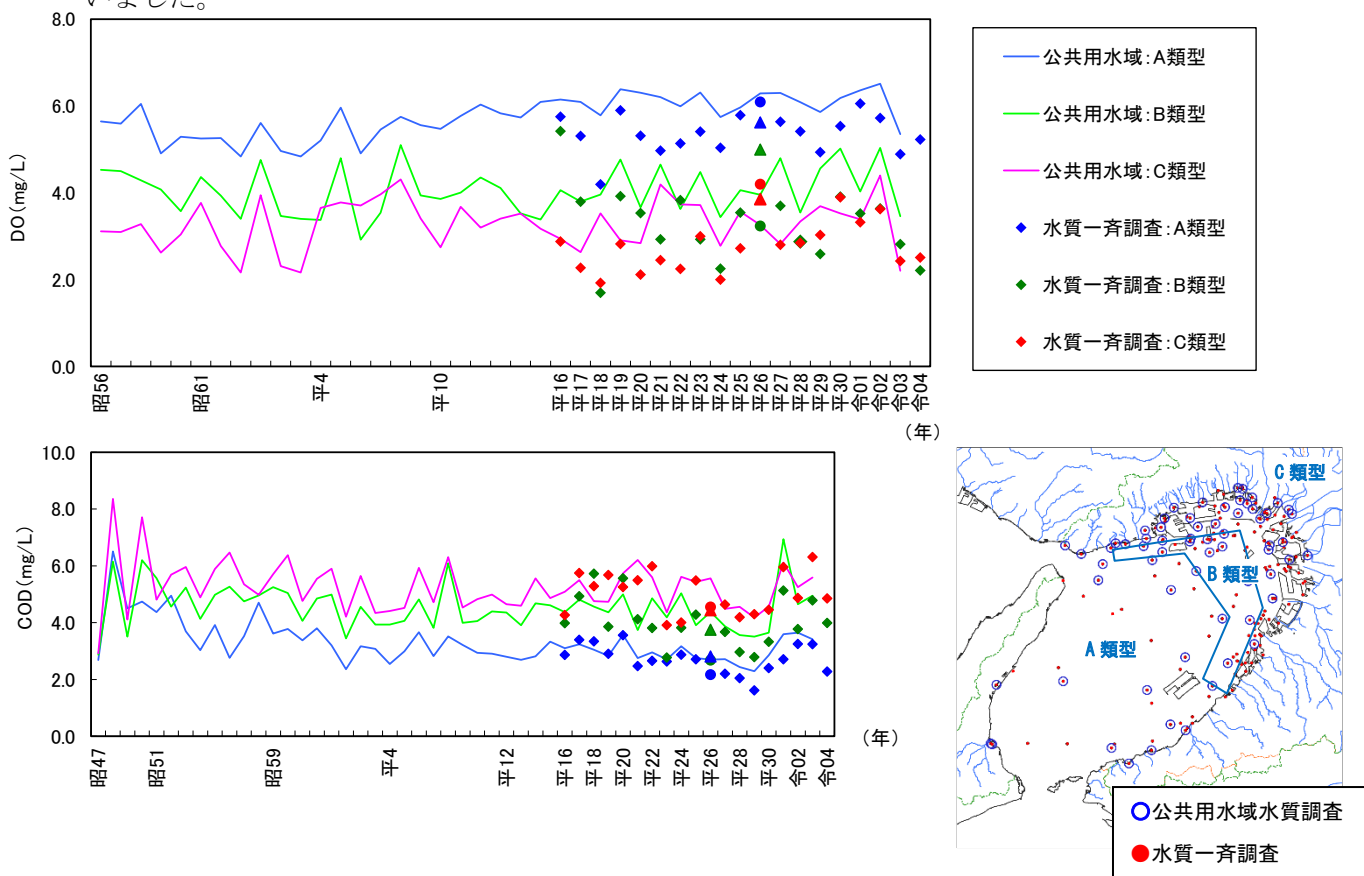 いました。
8.0
6.0
4.0
2.0
0.0
DO(mg/L)
昭56
昭61
平4
平10
平16
平17
平18
平19
平20
平21
平22
平23
平24
平25
平26
平27
平28
平29
平30
令01
令02
令03
令04
(年)
公共用水域:A類型
公共用水域:B類型
公共用水域:C類型
水質一斉調査:A類型
水質一斉調査:B類型
水質一斉調査:C類型
10.0
8.0
6.0
4.0
2.0
0.0
COD(mg/L)
昭47
昭51
昭59
平4
平12
平16
平18
平20
平22
平24
平26
平28
平30
令02
令04
(年)
C 類型
B 類型
A 類型
公共用水域水質調査
水質一斉調査